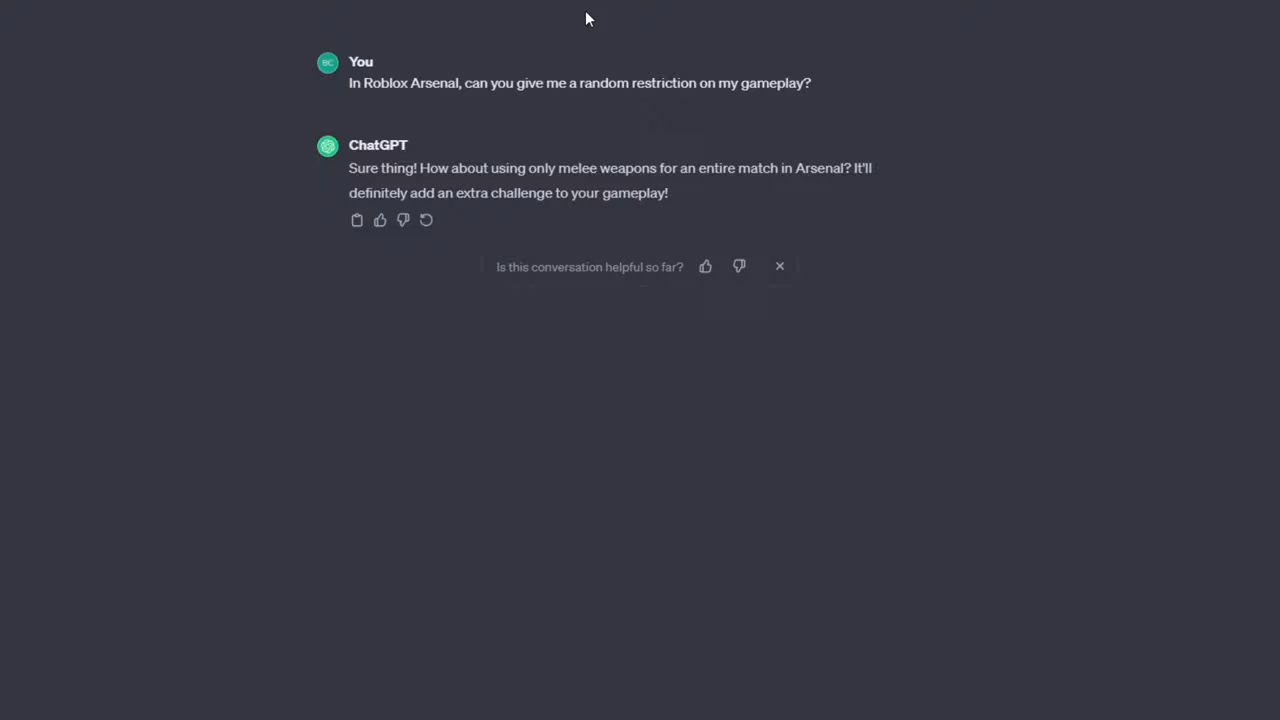 BC
You
In Roblox Arsenal, can you give me a random restriction on my gameplay?
ChatGPT
Sure thing! How about using only melee weapons for an entire match in Arsenal? It'll
definitely add an extra challenge to your gameplay!
Is this conversation helpful so far?